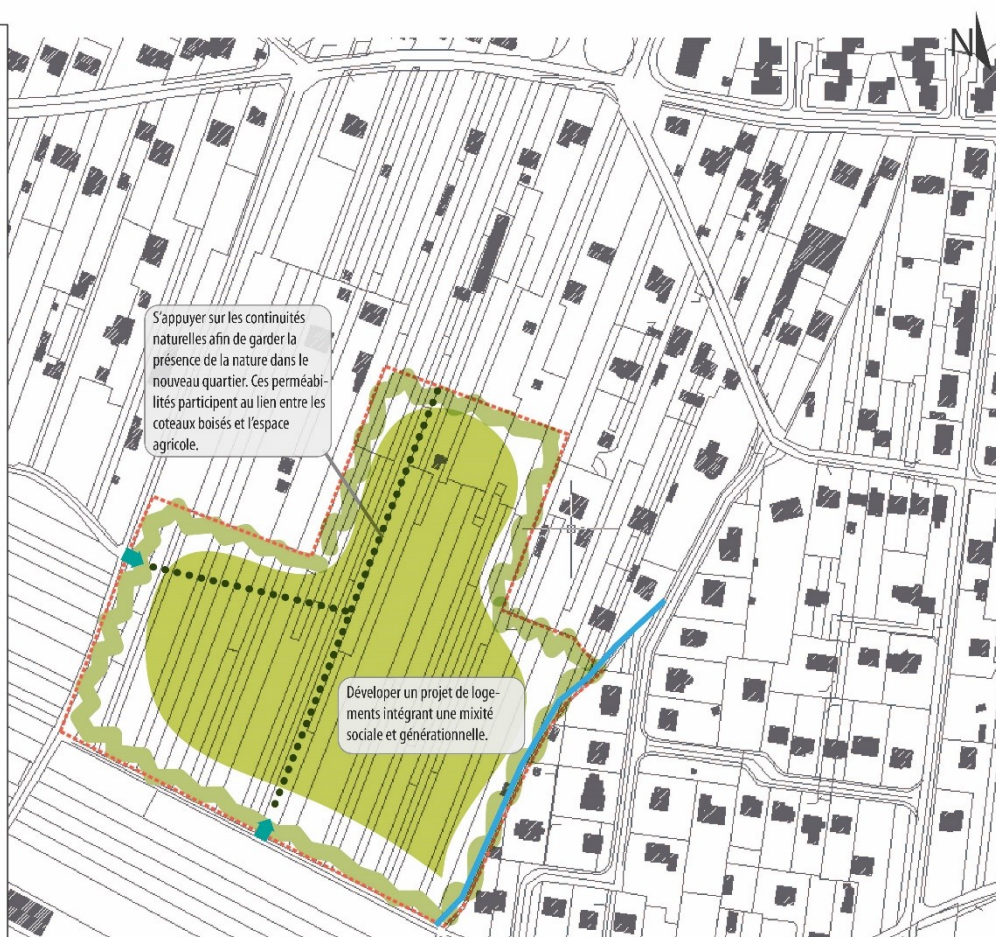 N
S'appuyer sur les continuités
naturelles afin de garder la
présence de la nature dans le
nouveau quartier. Ces perméabi-
lités participent au lien entre les
coteaux boisés et l'espace
agricole.
Déveloper un projet de loge-
ments intégrant une mixité
sociale et générationnelle.